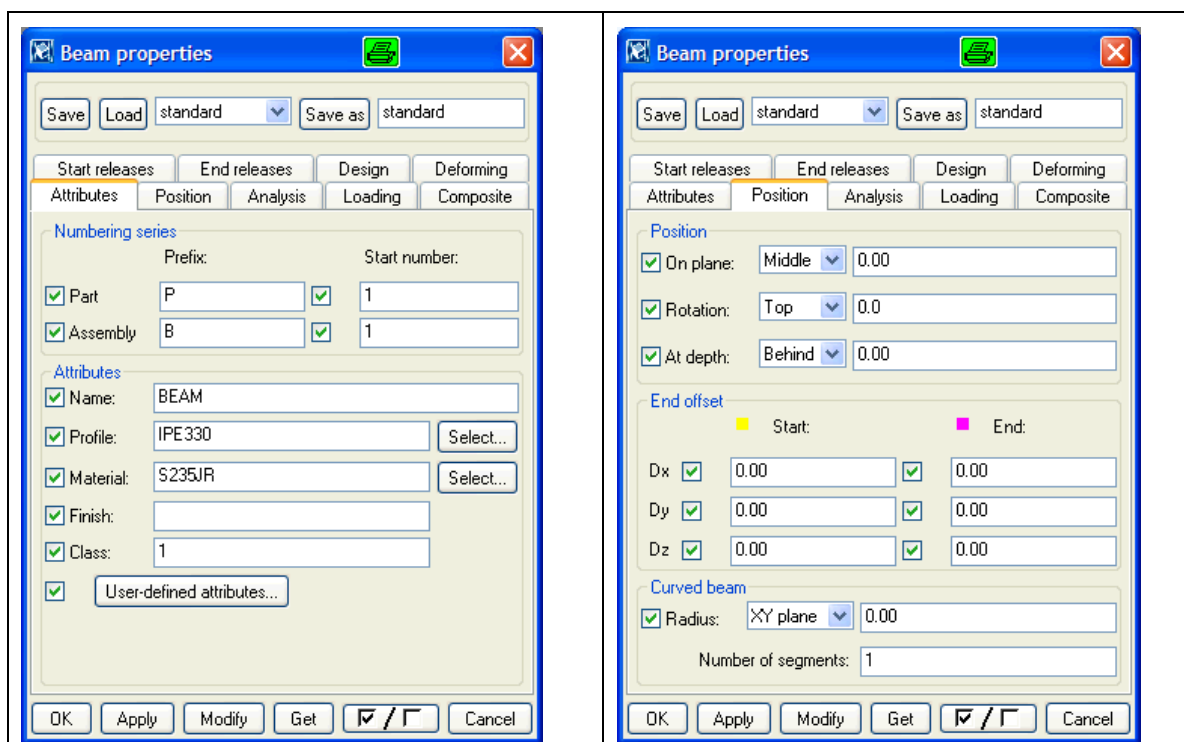 Beam properties
Save Load standard Save as standard
Start releases End releases Design Deforming
Attributes Position Analysis Loading Composite
Numbering series
Prefix: Start number:
Part P 1
Assembly B 1
Attributes
Name: BEAM
Profile: IPE330 Select...
Material: S235JR Select...
Finish:
Class: 1
User-defined attributes...
OK Apply Modify Get / Cancel
Beam properties
Save Load standard Save as standard
Start releases End releases Design Deforming
Attributes Position Analysis Loading Composite
Position
On plane: Middle 0.00
Rotation: Top 0.0
At depth: Behind 0.00
End offset
Start: End:
Dx 0.00 0.00
Dy 0.00 0.00
Dz 0.00 0.00
Curved beam
Radius: XY plane 0.00
Number of segments: 1
OK Apply Modify Get / Cancel